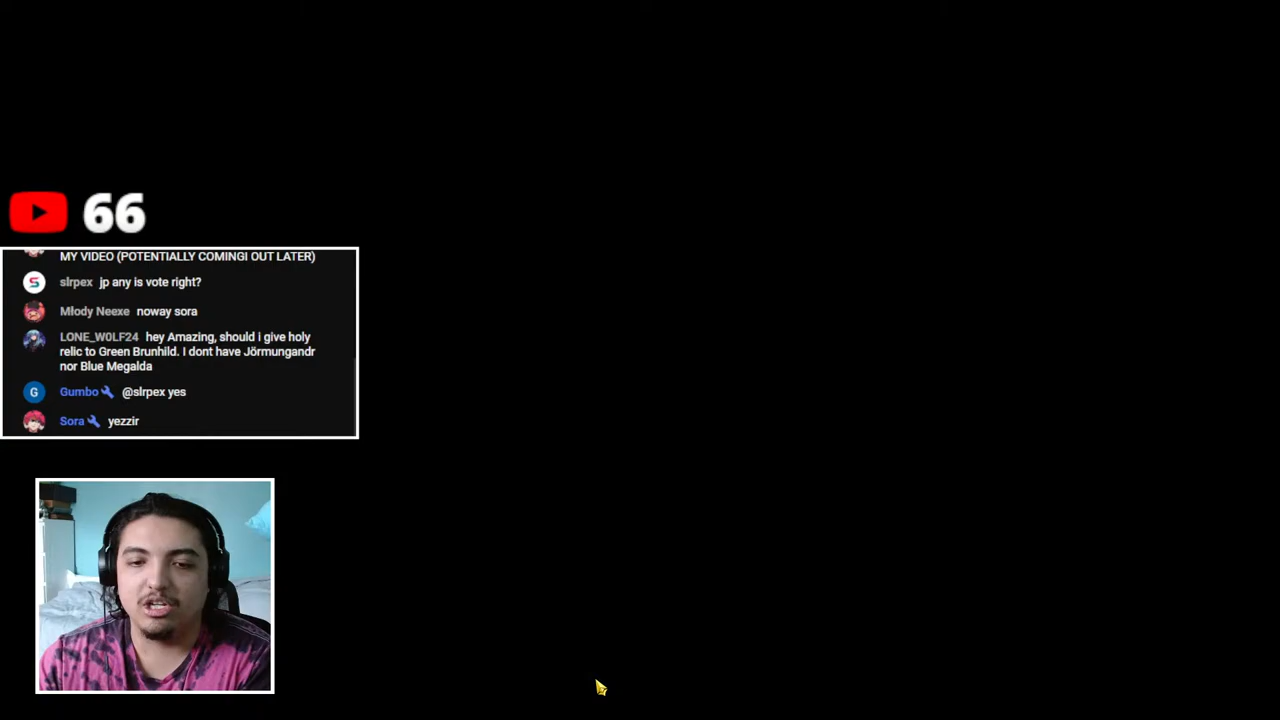 66
MY VIDEO (POTENTIALLY COMINGI OUT LATER)
slrpex jp any is vote right?
Młody Neexe noway sora
LONE_W0LF24 hey Amazing, should i give holy
relic to Green Brunhild. I dont have Jörmungandr
nor Blue Megalda
G Gumbo @slrpex yes
Sora yezzir